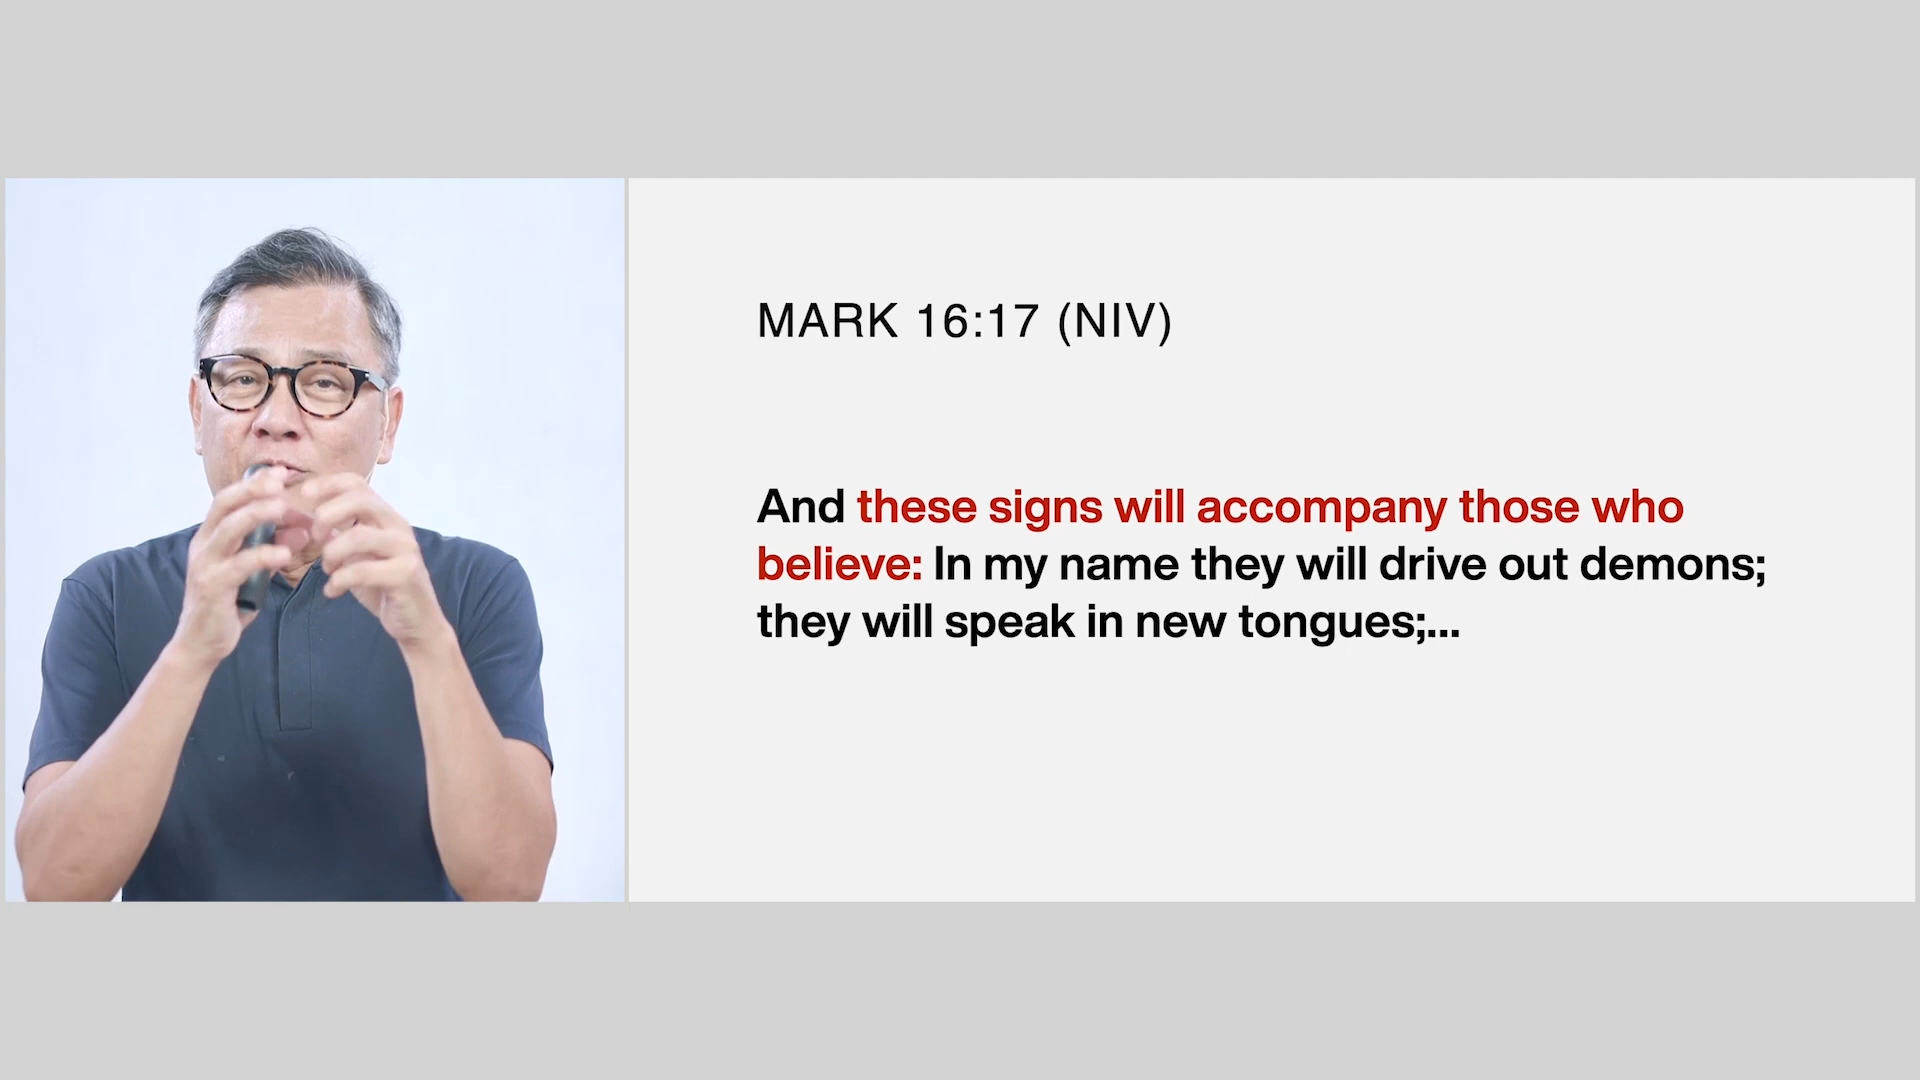 MARK 16:17 (NIV)
And these signs will accompany those who
believe: In my name they will drive out demons;
they will speak in new tongues;...